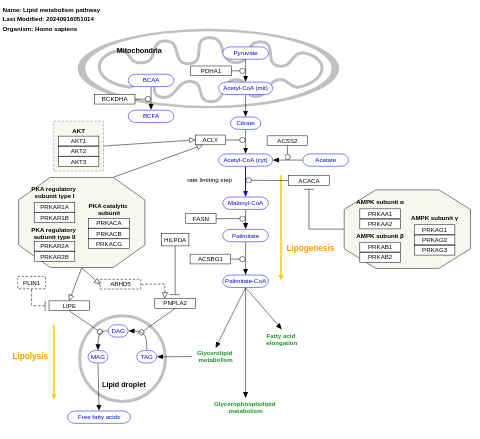 Name: Lipid metabolism pathway
Last Modified: 20240916051014
Organism: Homo sapiens
Mitochondria
Pyruvate
PDHA1
BCAA
Acetyl-CoA (mit)
BCKDHA
BCFA
Citrate
AKT
AKT1
AKT2
AKT3
ACLY
ACSS2
Acetyl-CoA (cyt)
Acetate
rate limiting step
ACACA
PKA regulatory
subunit type I
PRKAR1A
PRKAR1B
PKA regulatory
subunit type II
PRKAR2A
PRKAR2B
PKA catalytic
subunit
PRKACA
PRKACB
PRKACG
Malonyl-CoA
FASN
Palmitate
HILPDA
ACSBG1
Palmitate-CoA
Lipogenesis
AMPK subunit α
PRKAA1
PRKAA2
AMPK subunit β
PRKAB1
PRKAB2
AMPK subunit γ
PRKAG1
PRKAG2
PRKAG3
PLIN1
ABHD5
LIPE
PNPLA2
DAG
MAG
TAG
Lipolysis
Lipid droplet
Glycerolipid
metabolism
Fatty acid
elongation
Glycerophospholipid
metabolism
Free fatty acids